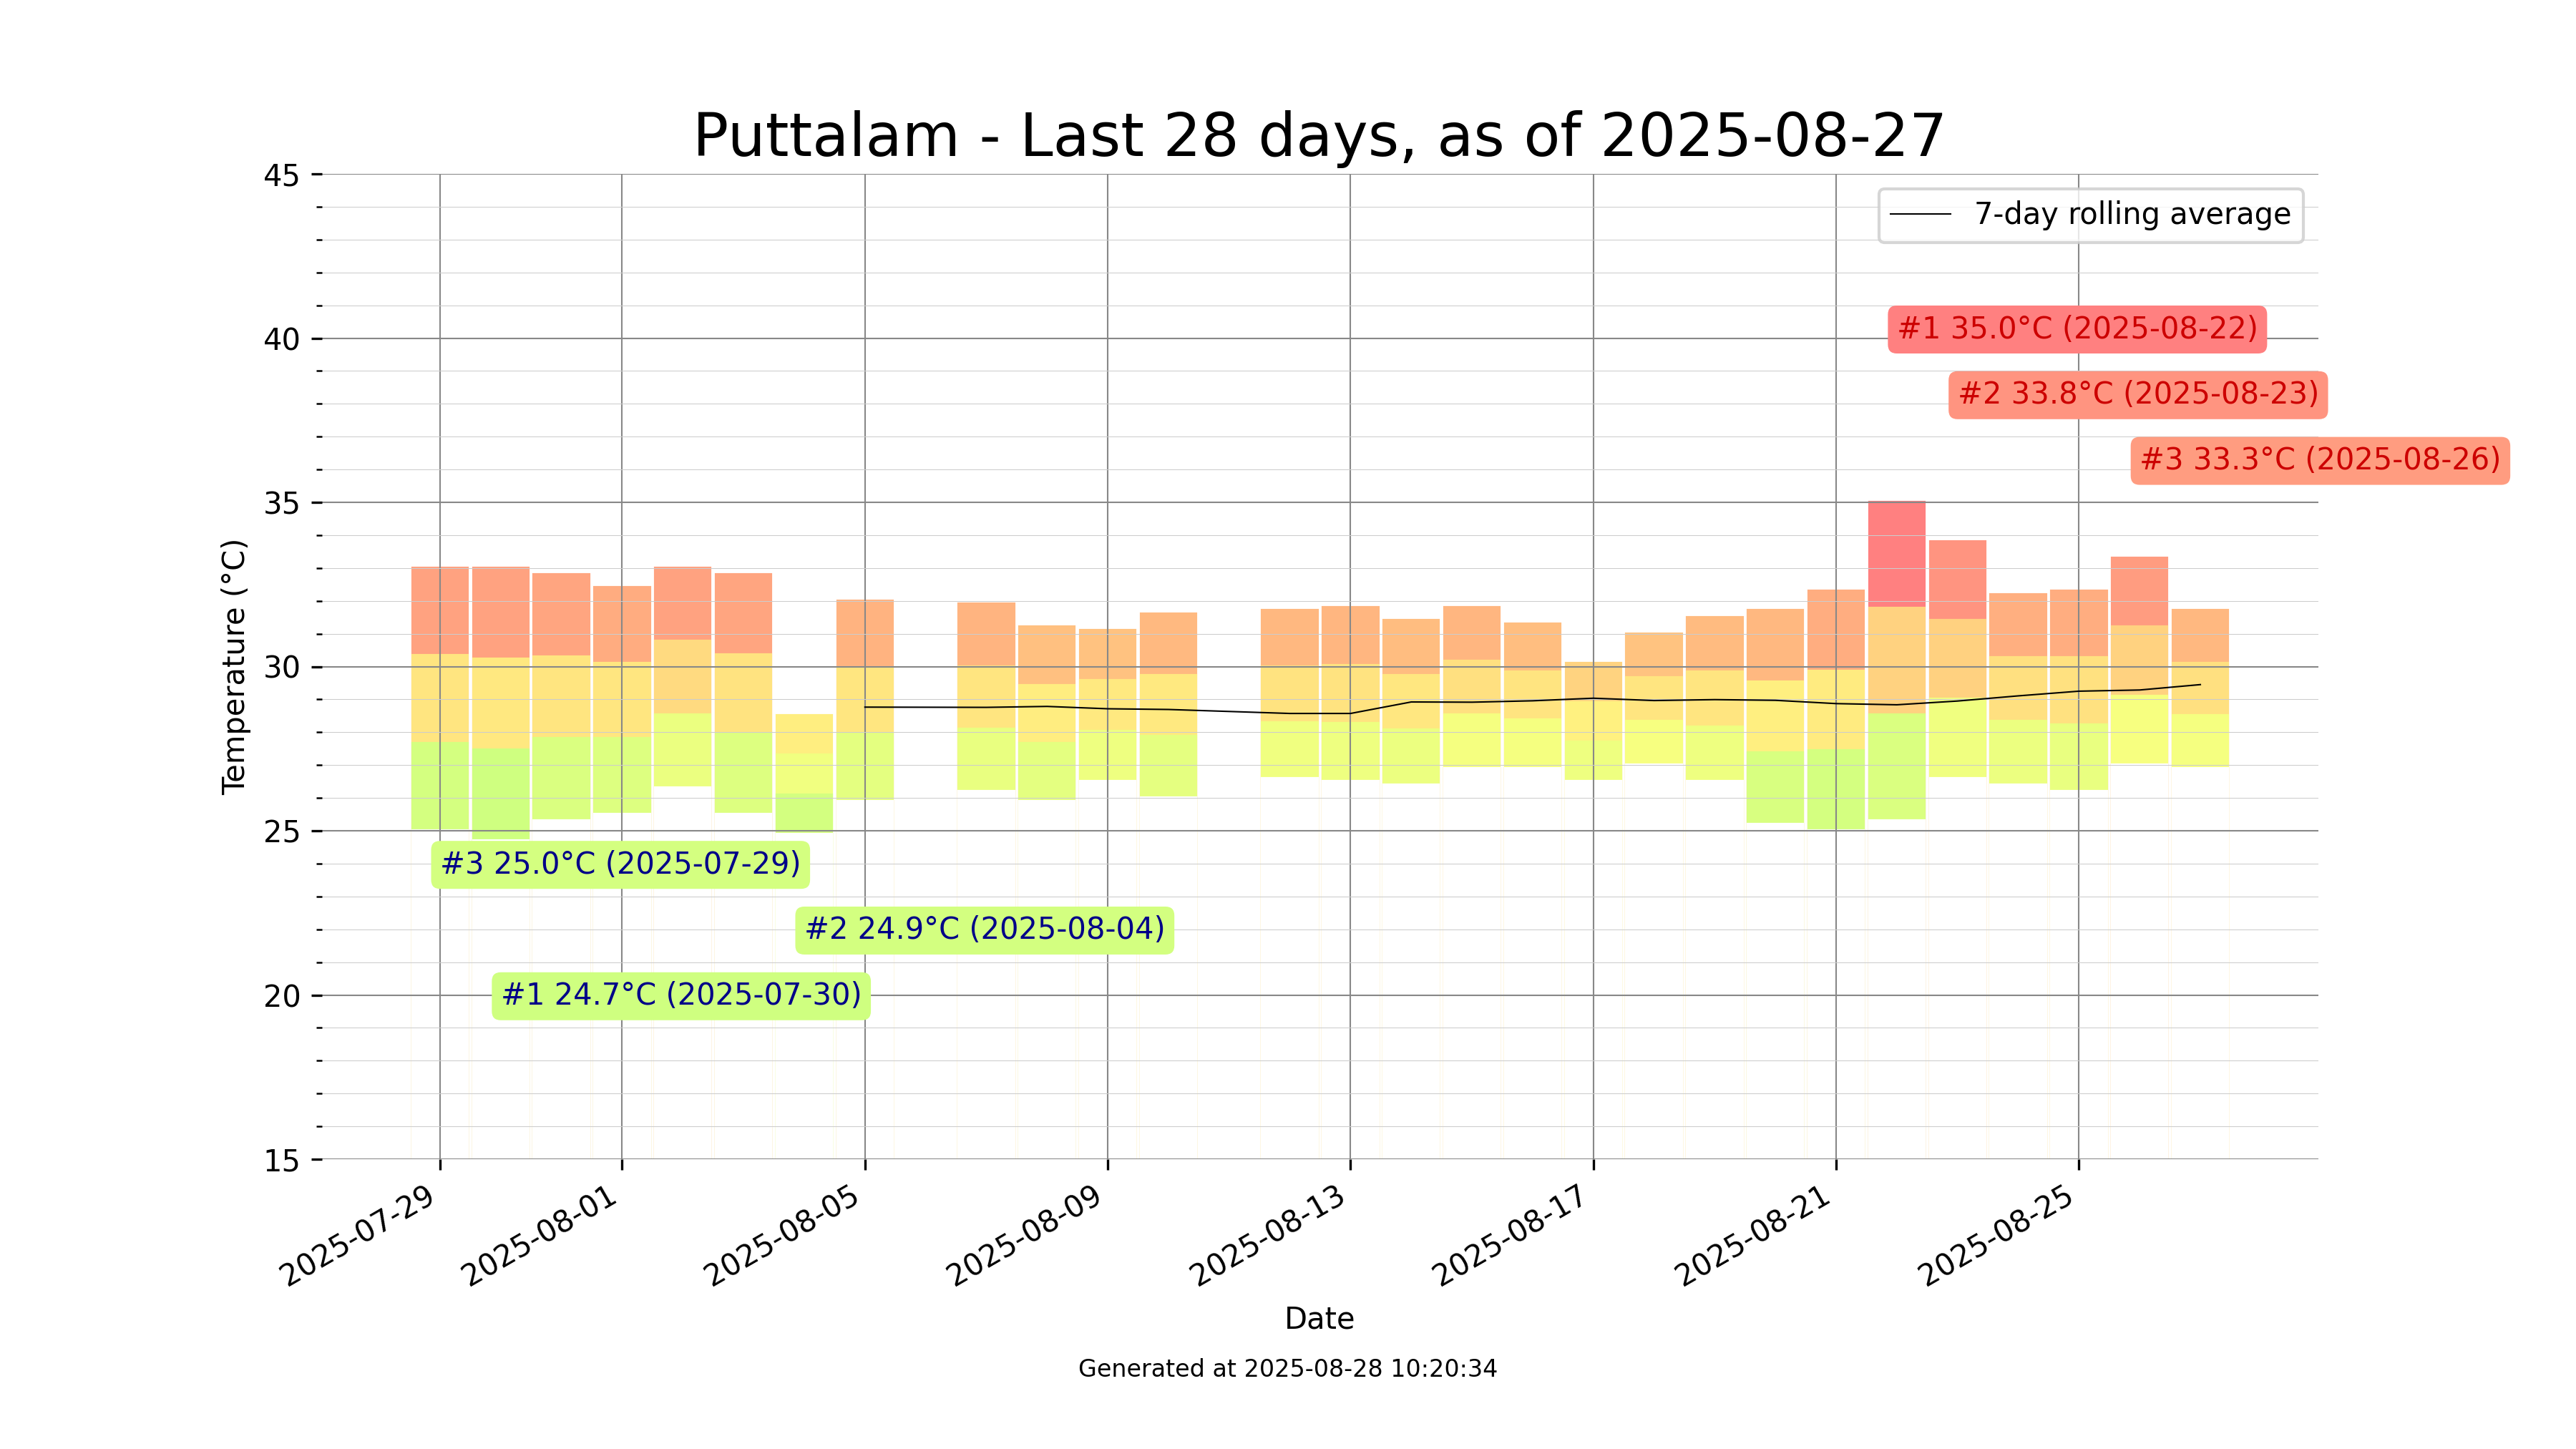 Puttalam - Last 28 days, as of 2025-08-27
7-day rolling average
45
40
35
30
25
20
15
Temperature (°C)
#1 35.0°C (2025-08-22)
#2 33.8°C (2025-08-23)
#3 33.3°C (2025-08-26)
#3 25.0°C (2025-07-29)
#2 24.9°C (2025-08-04)
#1 24.7°C (2025-07-30)
2025-07-29
2025-08-01
2025-08-05
2025-08-09
2025-08-13
2025-08-17
2025-08-21
2025-08-25
Date
Generated at 2025-08-28 10:20:34